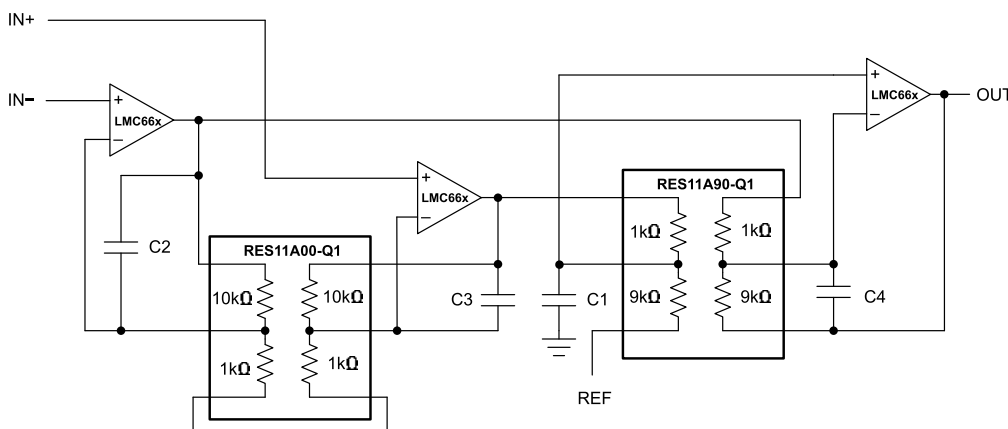 IN+
IN−
LMC66x
LMC66x
LMC66x
OUT
RES11A90-Q1
1kΩ
1kΩ
9kΩ
9kΩ
C4
C1
REF
C2
RES11A00-Q1
10kΩ
10kΩ
1kΩ
1kΩ
C3
+
−
+
−
+
−